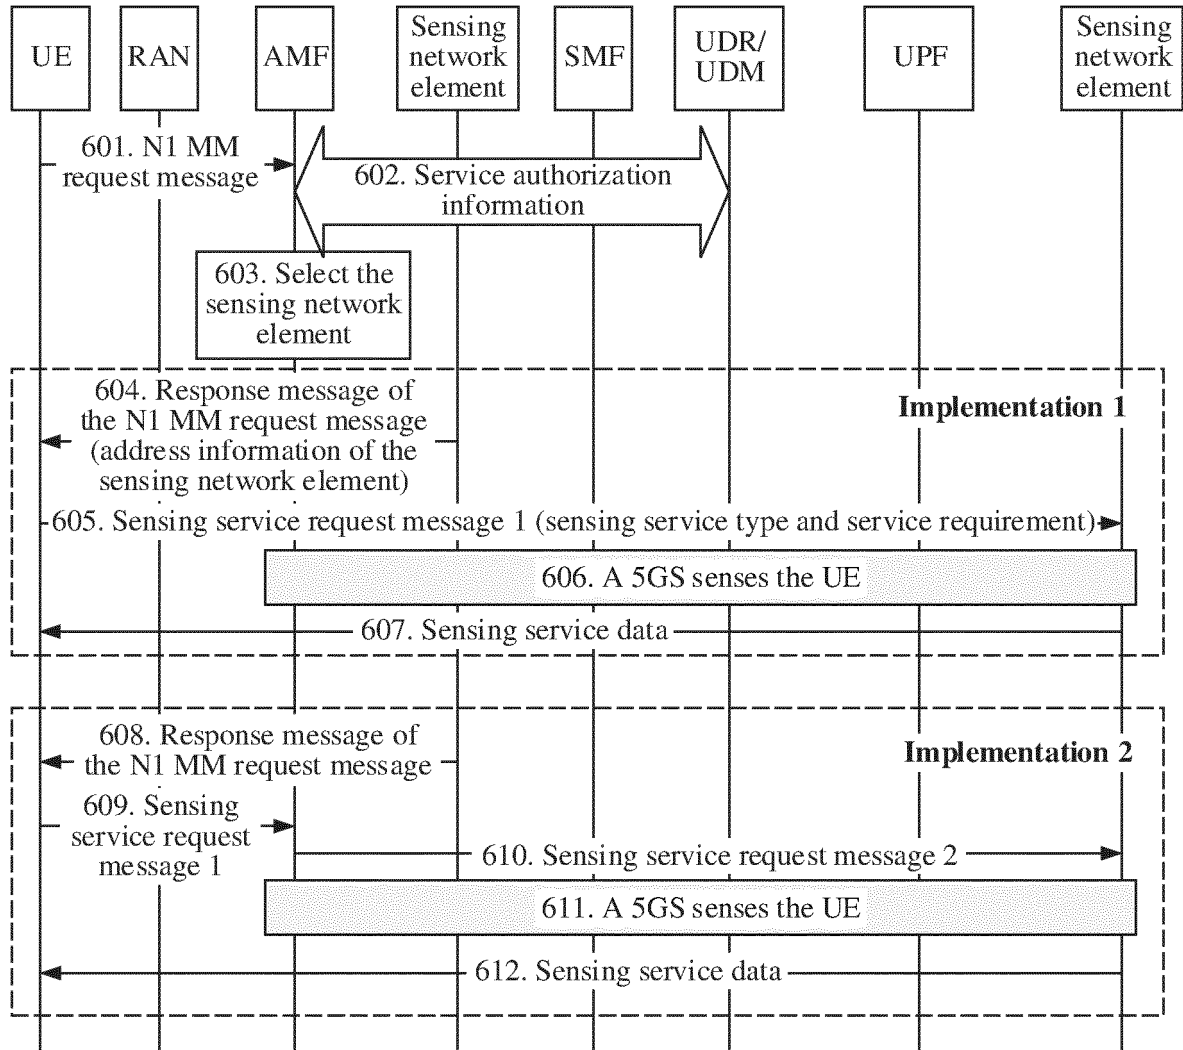 UE
RAN
AMF
Sensing
network
element
SMF
UDR/
UDM
UPF
Sensing
network
element
601. N1 MM
request message
602. Service authorization
information
603. Select the
sensing network
element
604. Response message of
the N1 MM request message
(address information of the
sensing network element)
Implementation 1
605. Sensing service request message 1 (sensing service type and service requirement)
606. A 5GS senses the UE
607. Sensing service data
608. Response message of
the N1 MM request message
Implementation 2
609. Sensing
service request
message 1
610. Sensing service request message 2
611. A 5GS senses the UE
612. Sensing service data